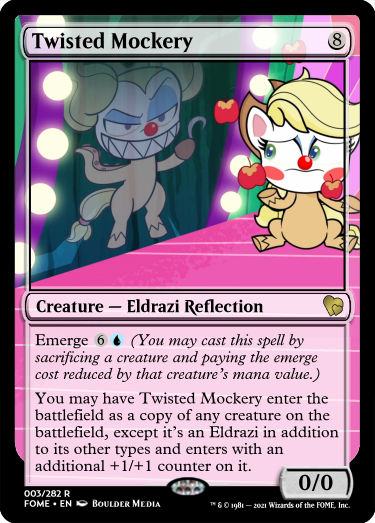 Twisted Mockery 8
Creature — Eldrazi Reflection
Emerge 6 (You may cast this spell by
sacrificing a creature and paying the emerge
cost reduced by that creature's mana value.)
You may have Twisted Mockery enter the
battlefield as a copy of any creature on the
battlefield, except it's an Eldrazi in addition
to its other types and enters with an
additional +1/+1 counter on it.
0/0
003/282 R
FOME • EN BOULDER MEDIA
™ & © 1981 — 2021 Wizards of the FOME, Inc.